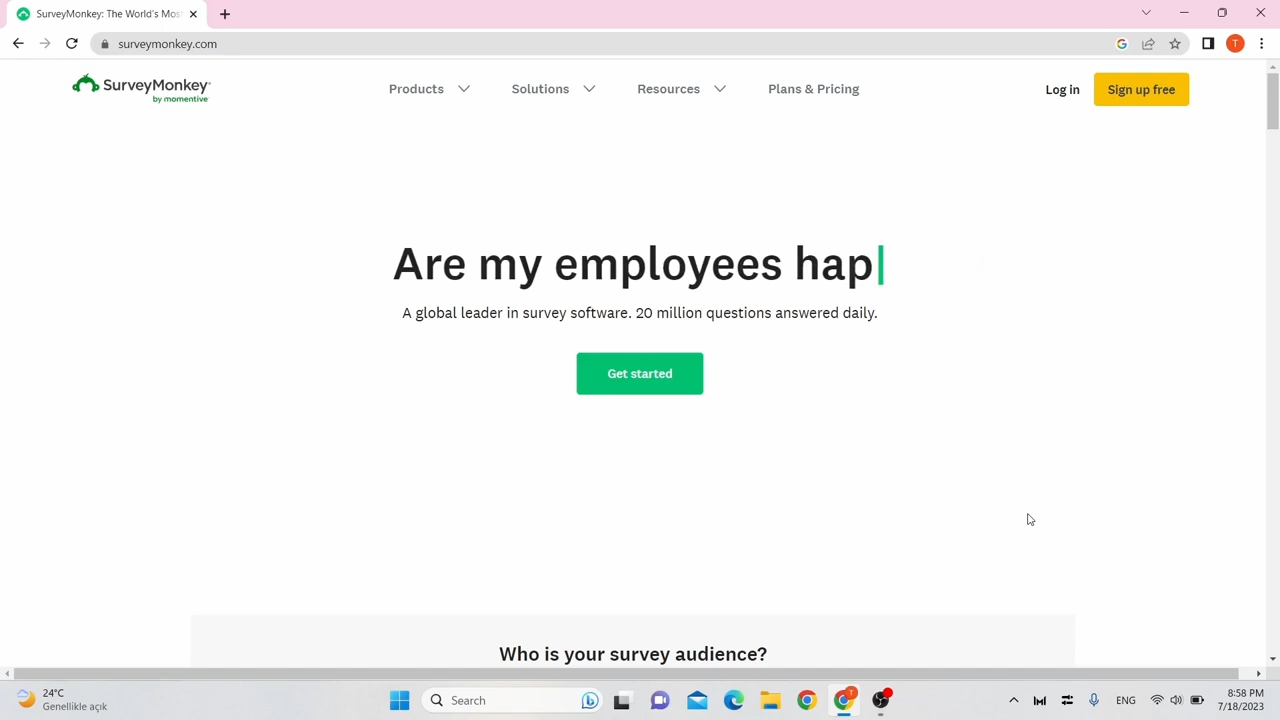 SurveyMonkey: The World's Mos
surveymonkey.com
T
SurveyMonkey
by momentive
Products
Solutions
Resources
Plans & Pricing
Log in
Sign up free
Are my employees hap
A global leader in survey software. 20 million questions answered daily.
Get started
Who is your survey audience?
24°C
Genellikle açık
Search
T
ENG
8:58 PM
7/18/2023